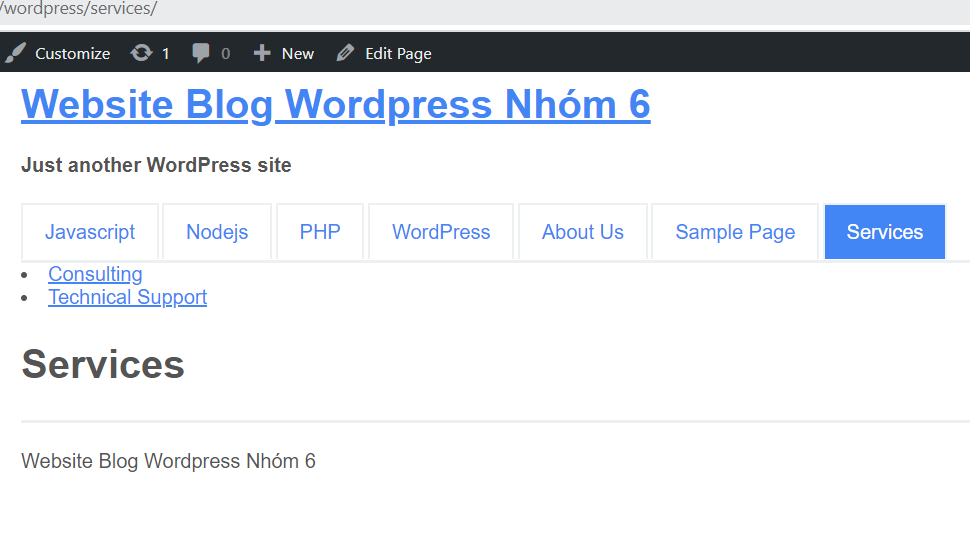 /wordpress/services/
Customize 1 0 New Edit Page
Website Blog Wordpress Nhóm 6
Just another WordPress site
Javascript Nodejs PHP WordPress About Us Sample Page Services
Consulting
Technical Support
Services
Website Blog Wordpress Nhóm 6